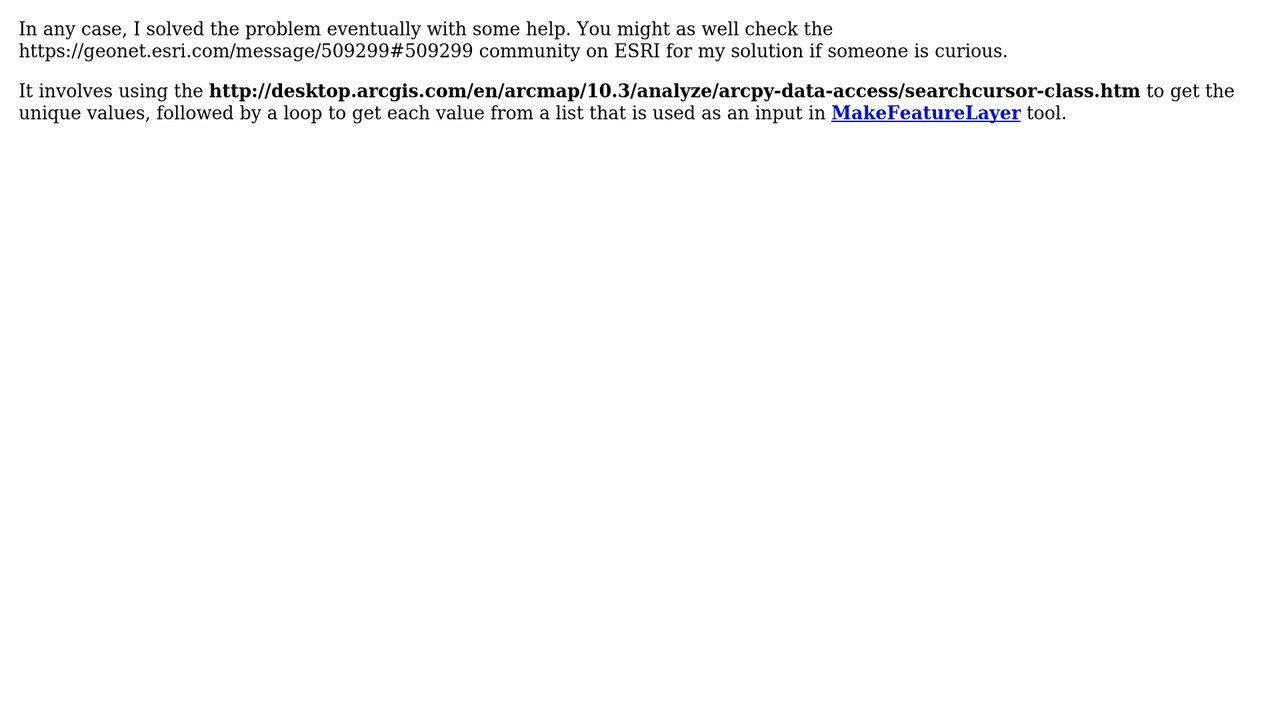 In any case, I solved the problem eventually with some help. You might as well check the
https://geonet.esri.com/message/509299#509299 community on ESRI for my solution if someone is curious.
It involves using the http://desktop.arcgis.com/en/arcmap/10.3/analyze/arcpy-data-access/searchcursor-class.htm to get the
unique values, followed by a loop to get each value from a list that is used as an input in MakeFeatureLayer tool.